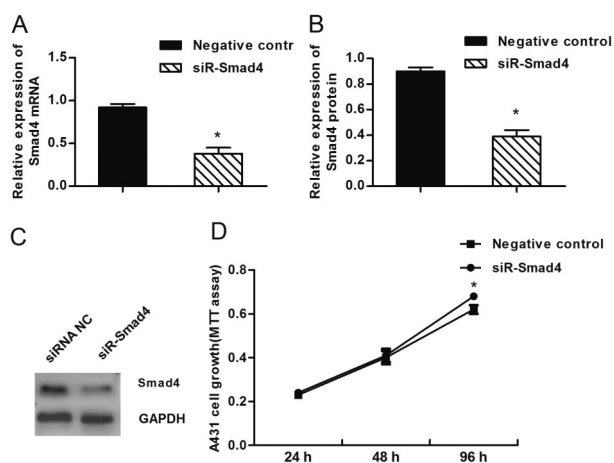 A
Negative contr
siR-Smad4
Relative expression of
Smad4 mRNA
1.5
1.0
0.5
0.0
*
B
Negative control
siR-Smad4
Relative expression of
Smad4 protein
1.0
0.8
0.6
0.4
0.2
0.0
*
C
siRNA NC
siR-Smad4
Smad4
GAPDH
D
Negative control
siR-Smad4
A431 cell growth(MTT assay)
0.8
0.6
0.4
0.2
0.0
*
24 h
48 h
96 h